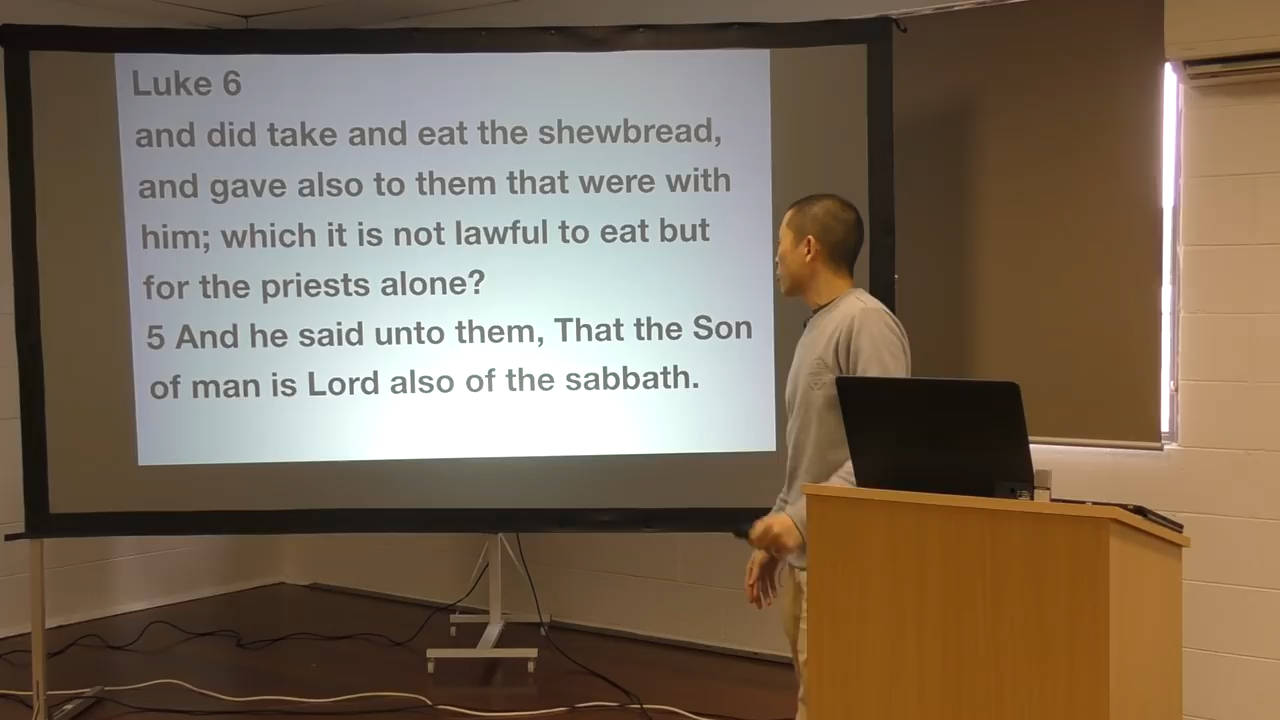 Luke 6
and did take and eat the shewbread,
and gave also to them that were with
him; which it is not lawful to eat but
for the priests alone?
5 And he said unto them, That the Son
of man is Lord also of the sabbath.